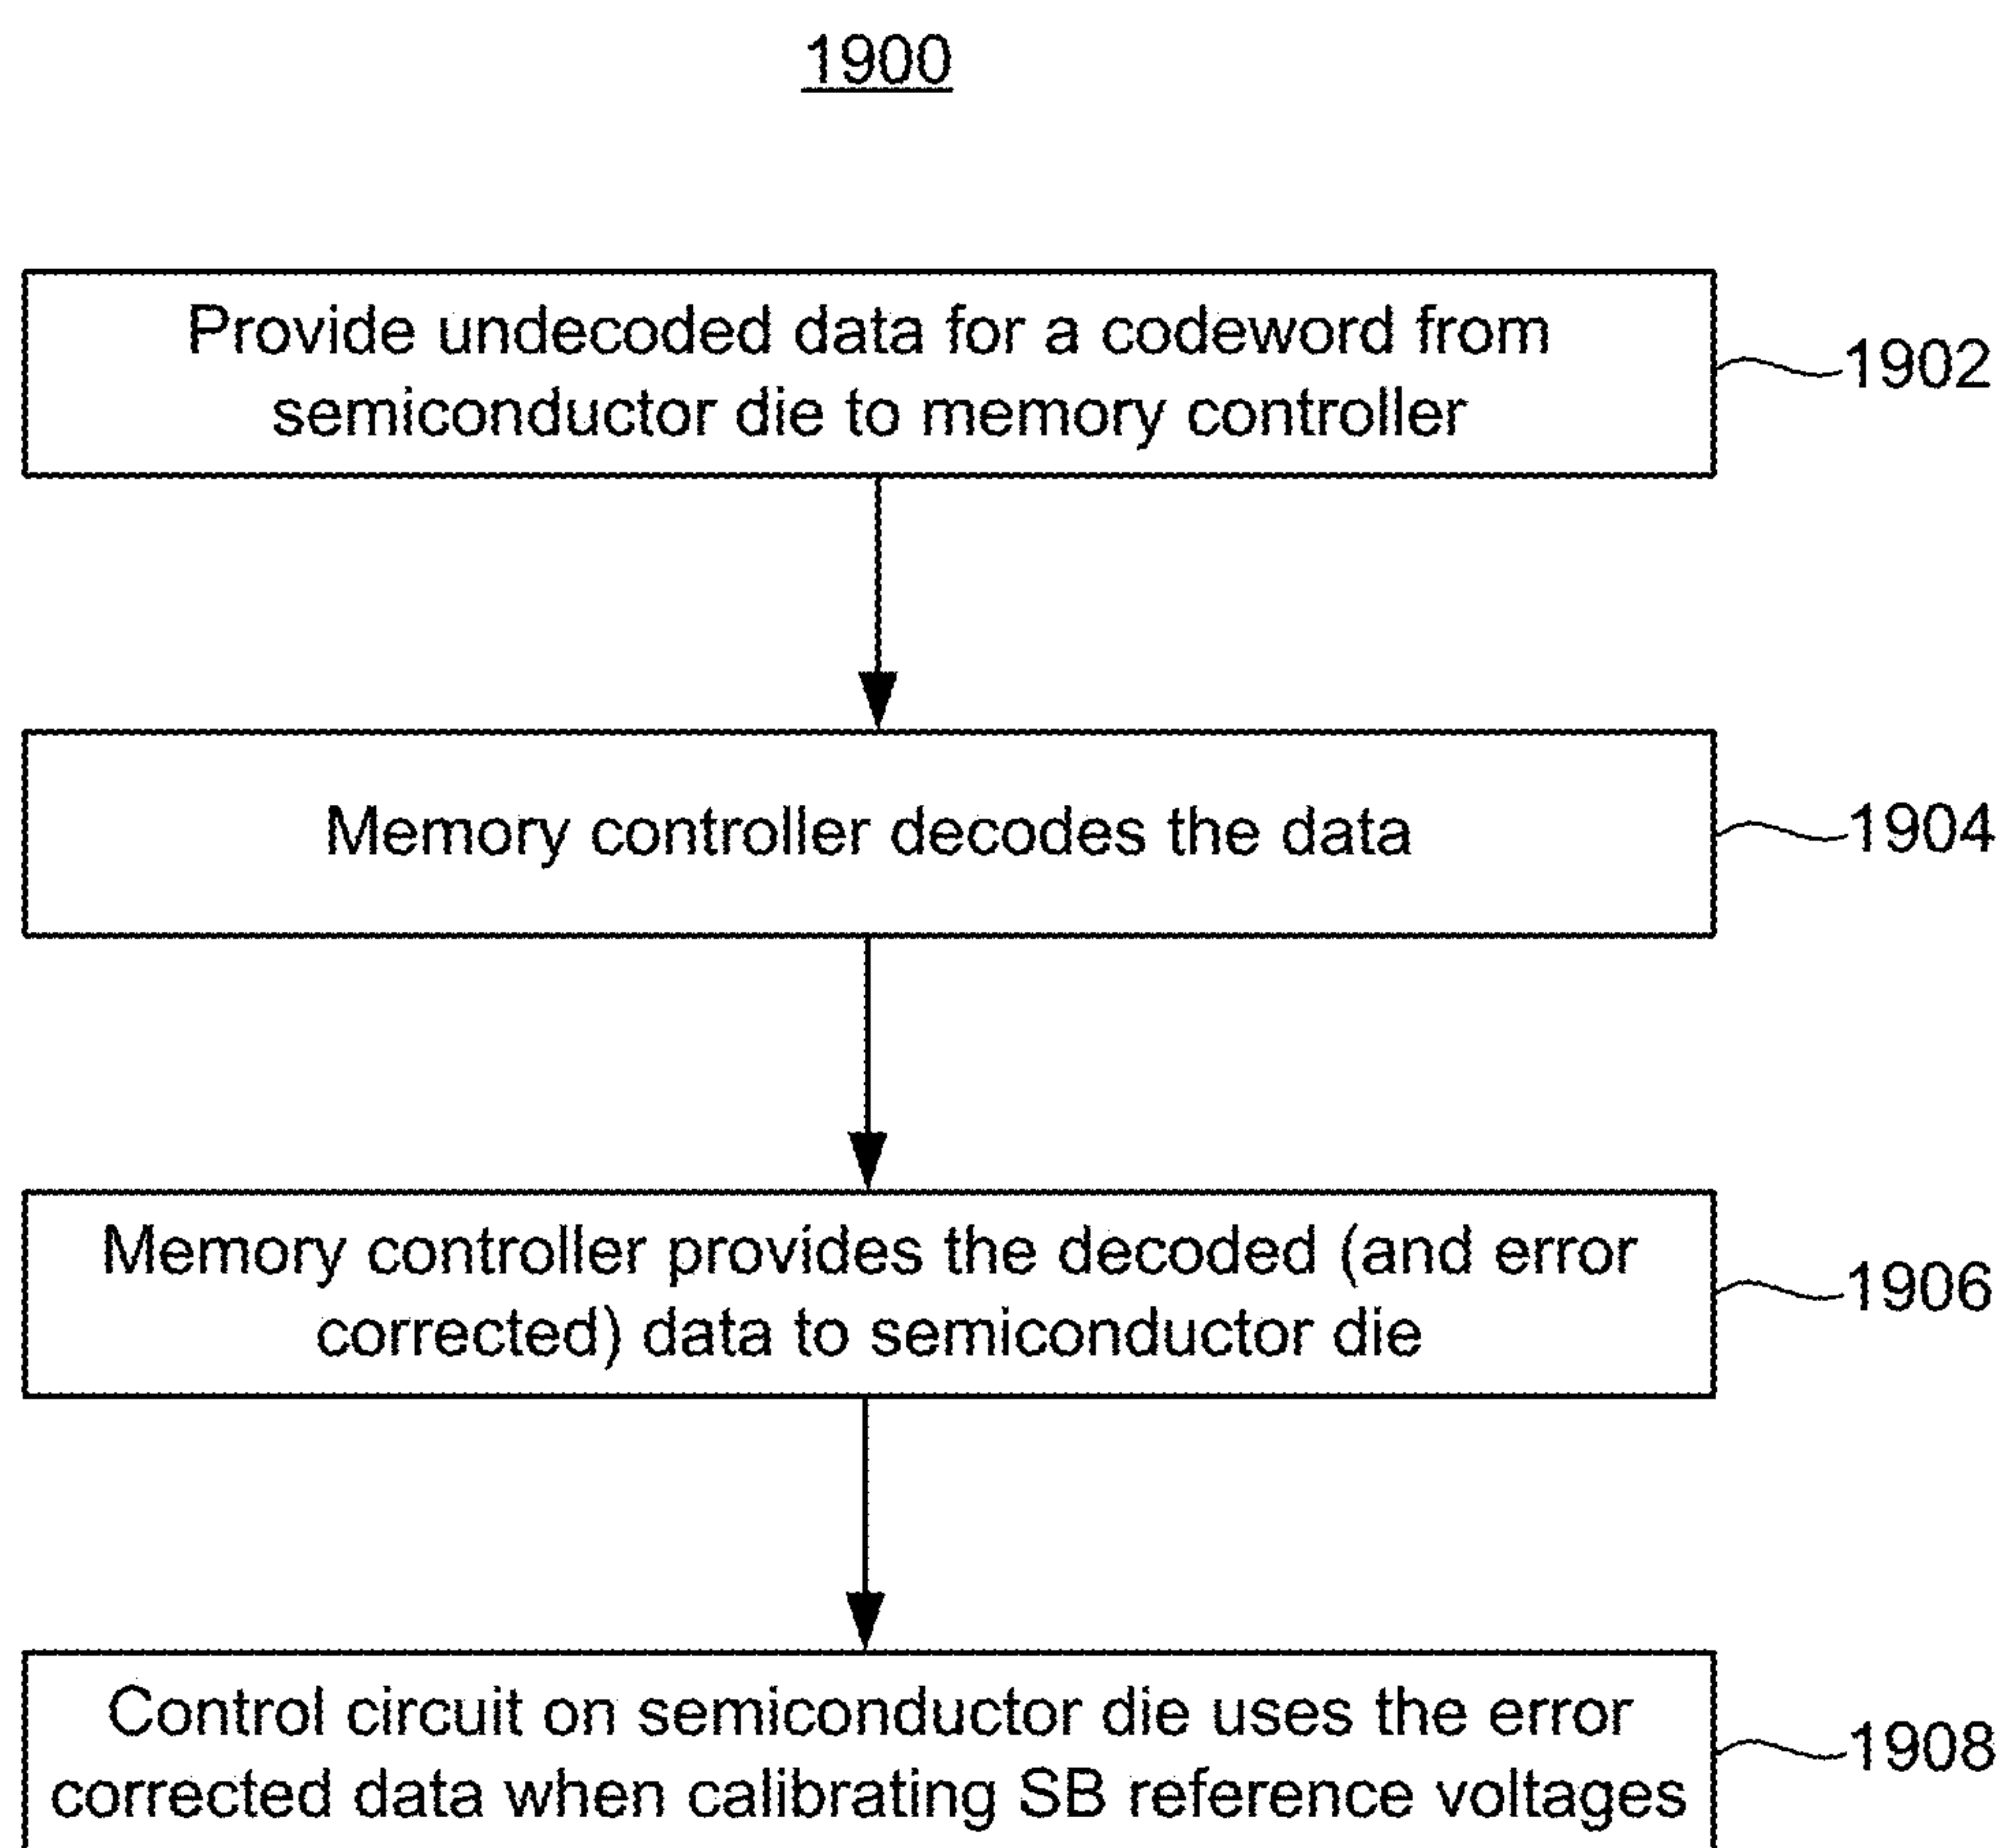 1900
Provide undecoded data for a codeword from
semiconductor die to memory controller
1902
Memory controller decodes the data
1904
Memory controller provides the decoded (and error
corrected) data to semiconductor die
1906
Control circuit on semiconductor die uses the error
corrected data when calibrating SB reference voltages
1908